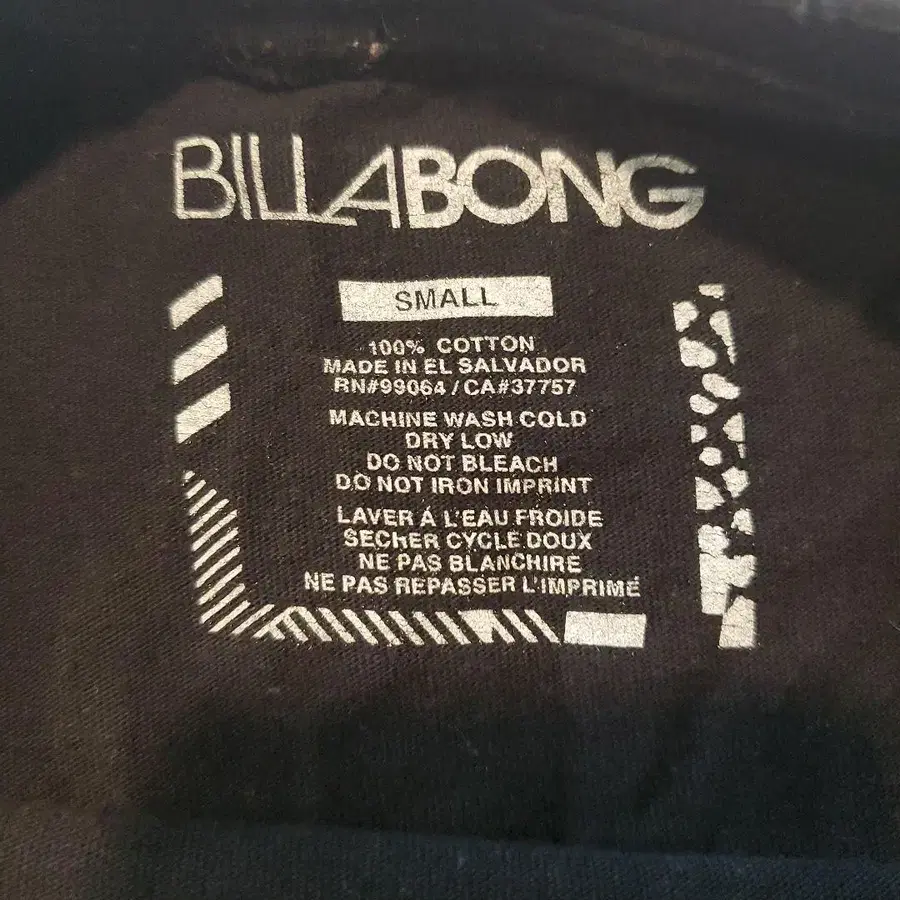 BILLABONG
SMALL
100% COTTON
MADE IN EL SALVADOR
RN#99064 / CA#37757
MACHINE WASH COLD
DRY LOW
DO NOT BLEACH
DO NOT IRON IMPRINT
LAVER À L'EAU FROIDE
SECHER CYCLE DOUX
NE PAS BLANCHIRE
NE PAS REPASSER L'IMPRIMÉ